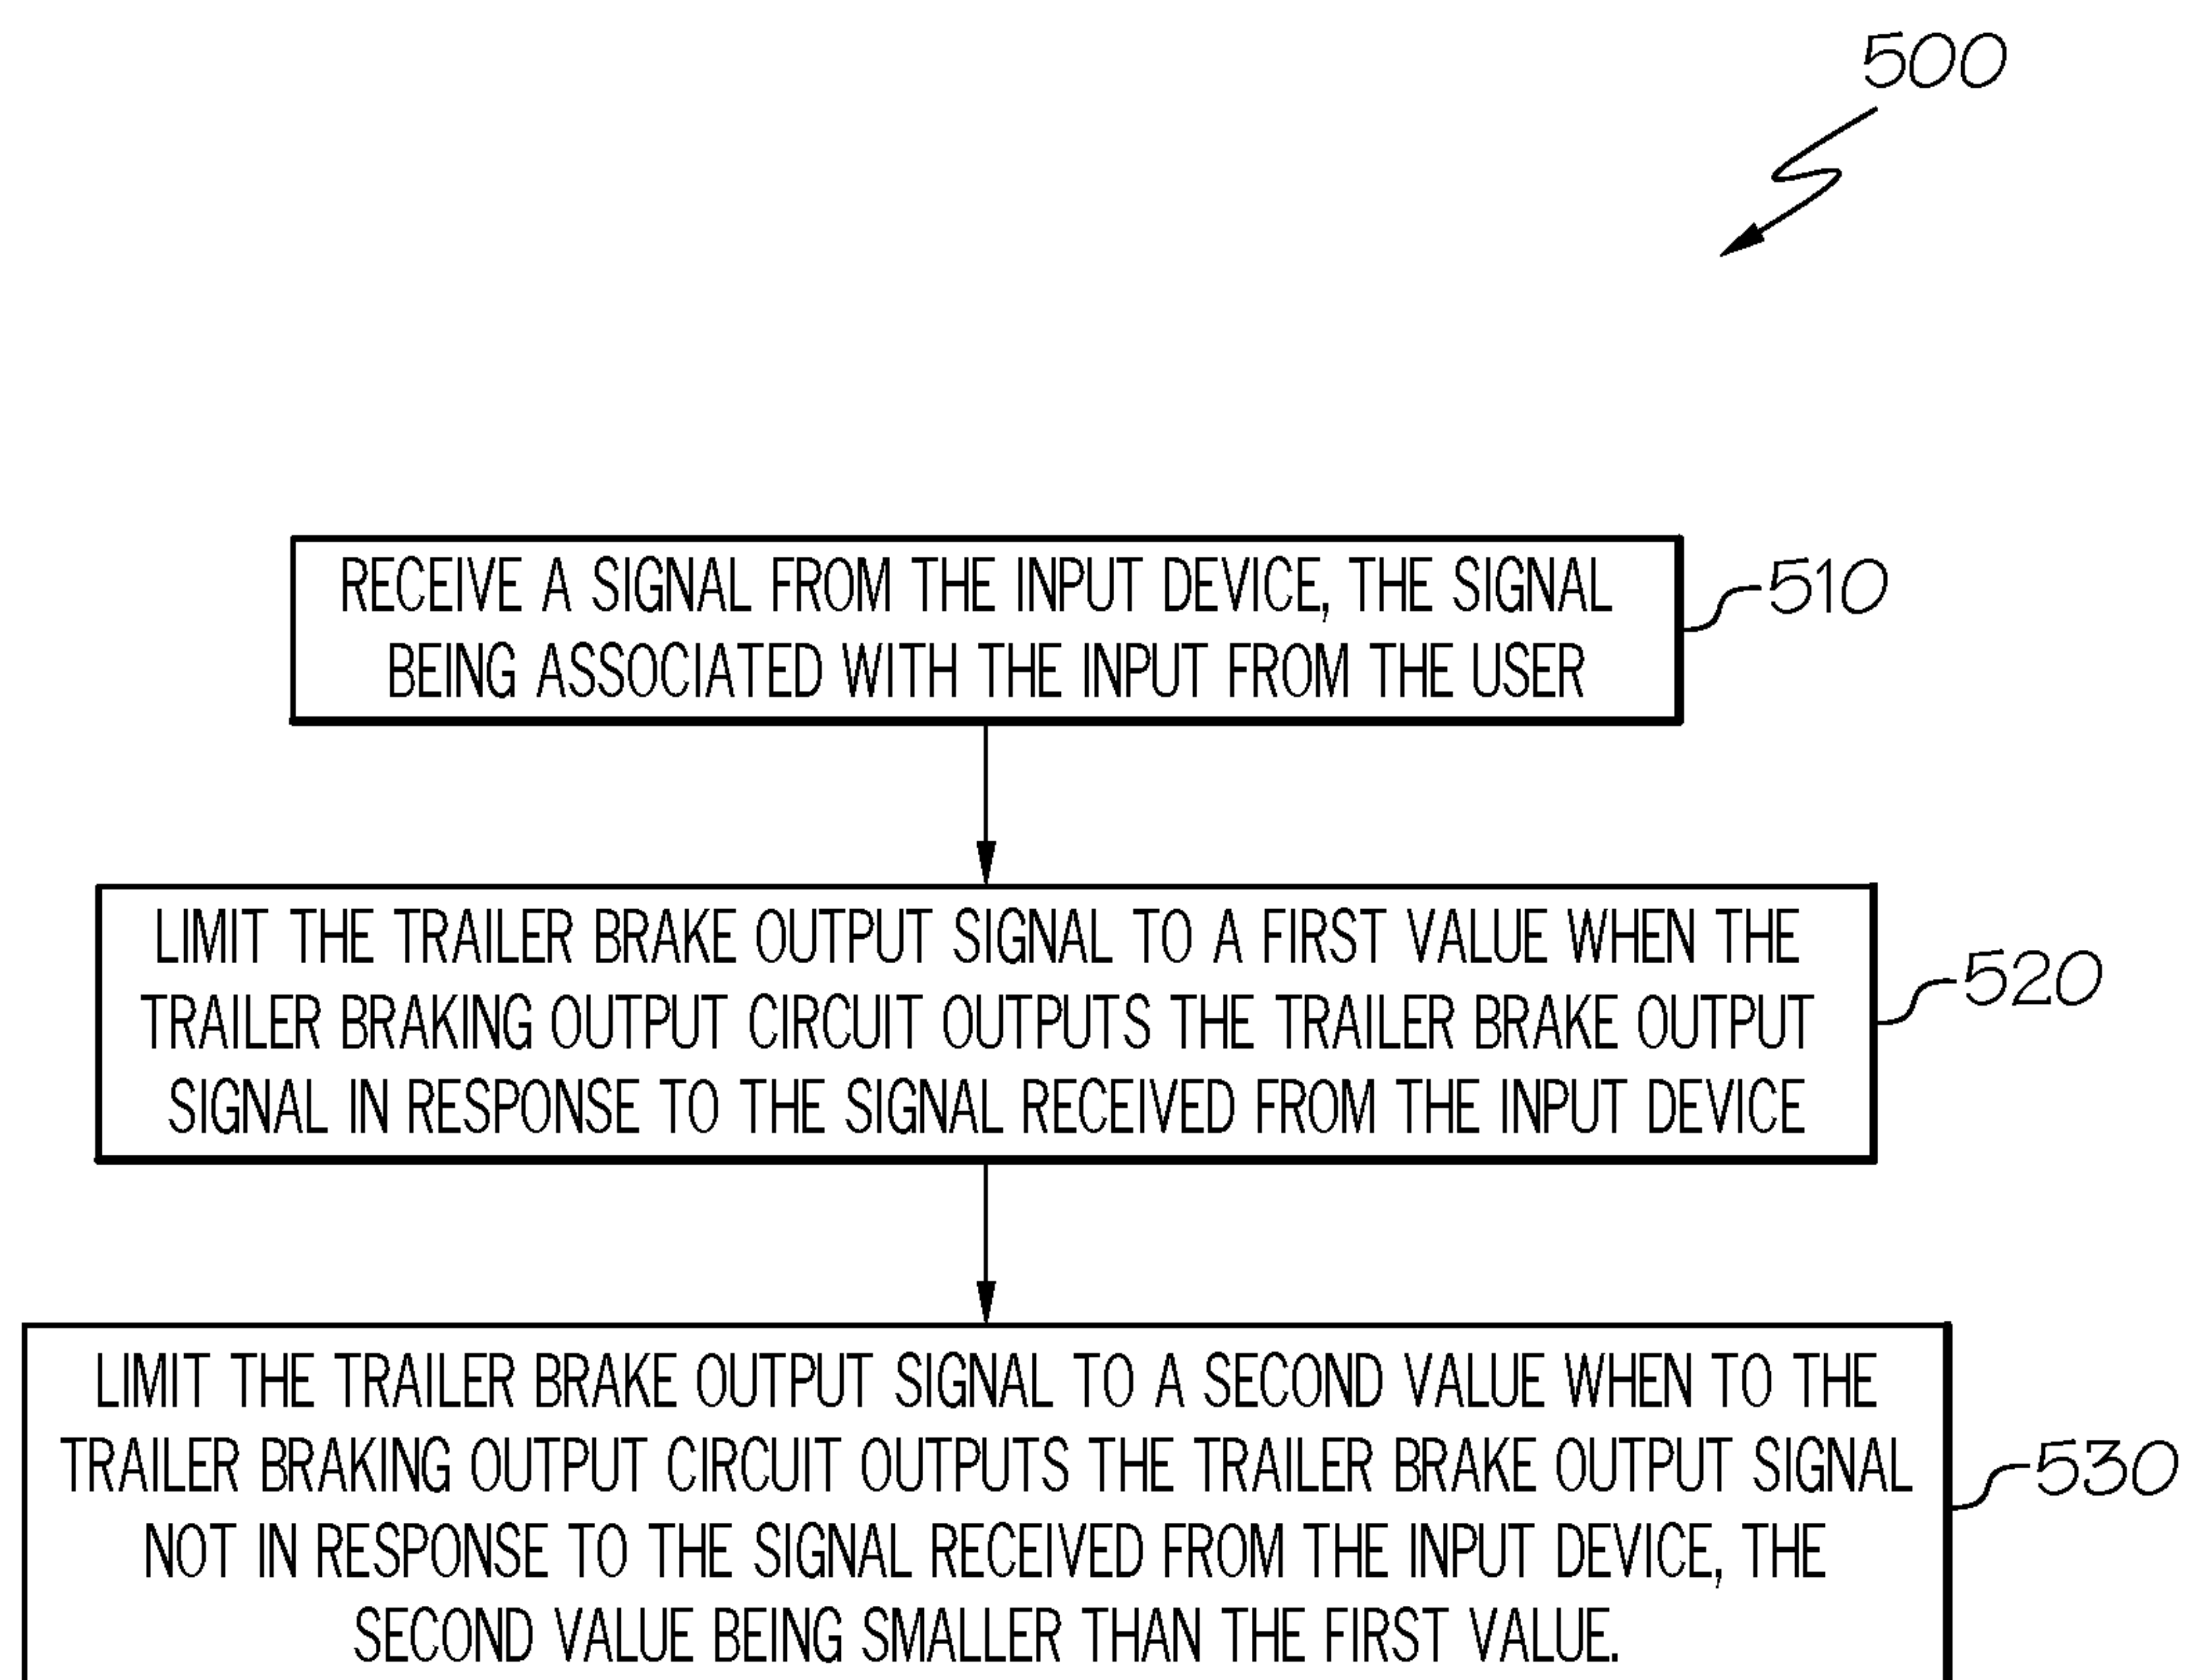 500
RECEIVE A SIGNAL FROM THE INPUT DEVICE, THE SIGNAL
BEING ASSOCIATED WITH THE INPUT FROM THE USER
510
LIMIT THE TRAILER BRAKE OUTPUT SIGNAL TO A FIRST VALUE WHEN THE
TRAILER BRAKING OUTPUT CIRCUIT OUTPUTS THE TRAILER BRAKE OUTPUT
SIGNAL IN RESPONSE TO THE SIGNAL RECEIVED FROM THE INPUT DEVICE
520
LIMIT THE TRAILER BRAKE OUTPUT SIGNAL TO A SECOND VALUE WHEN TO THE
TRAILER BRAKING OUTPUT CIRCUIT OUTPUTS THE TRAILER BRAKE OUTPUT SIGNAL
NOT IN RESPONSE TO THE SIGNAL RECEIVED FROM THE INPUT DEVICE, THE
SECOND VALUE BEING SMALLER THAN THE FIRST VALUE.
530